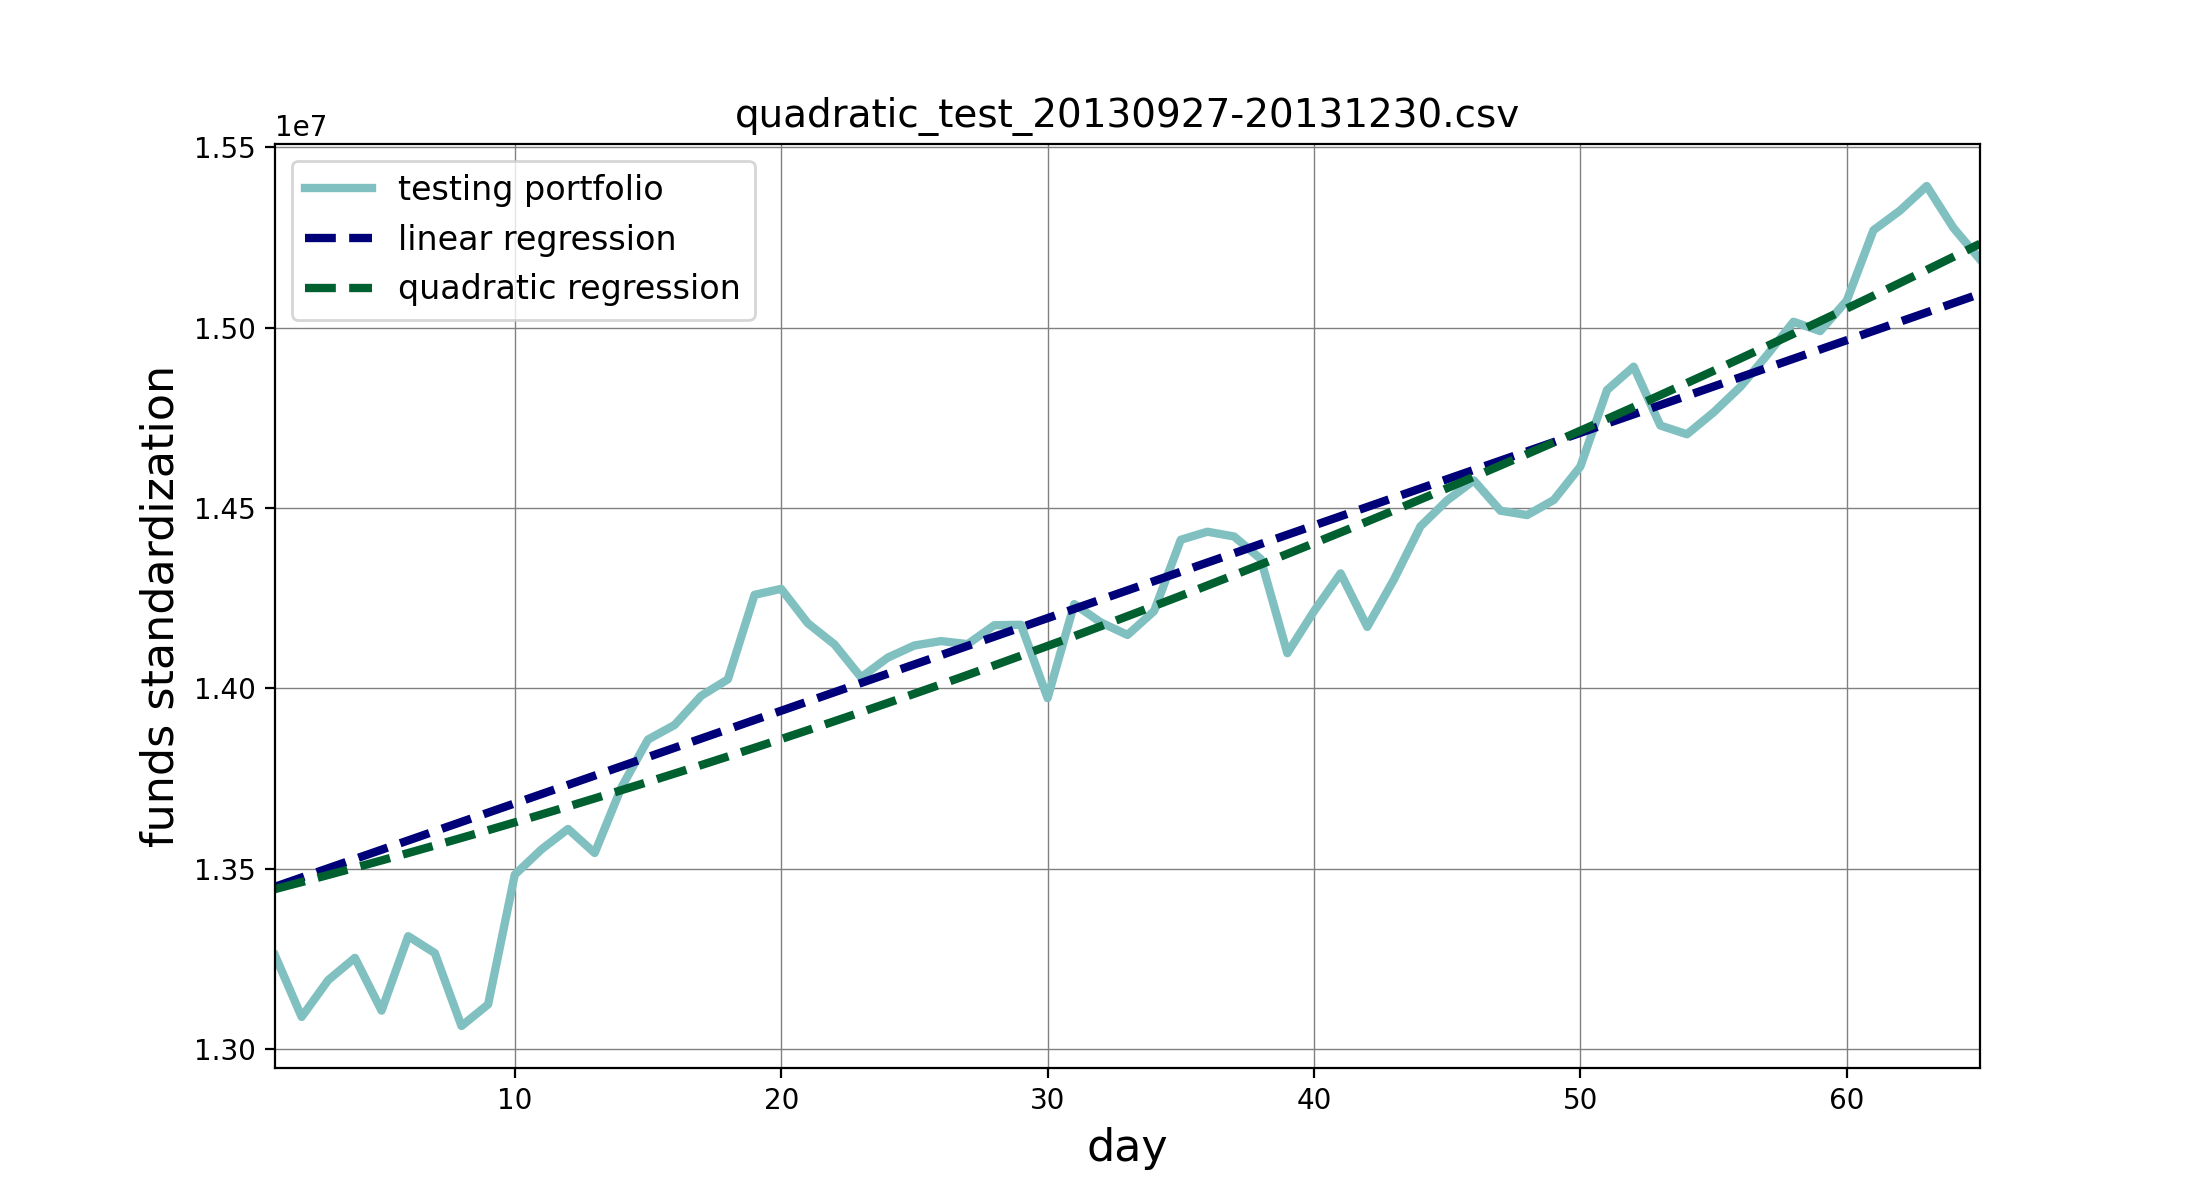 quadratic_test_20130927-20131230.csv
1e7
1.55
1.50
1.45
1.40
1.35
1.30
funds standardization
testing portfolio
linear regression
quadratic regression
10 20 30 40 50 60
day